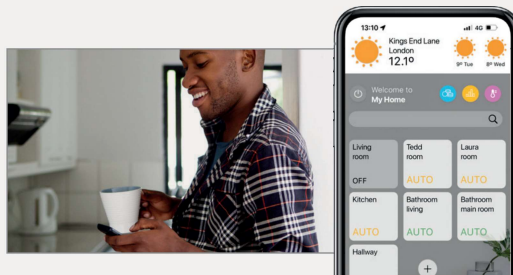 13:10
4G
Kings End Lane
London
12.1º
9º Tue
8º Wed
Welcome to
My Home
Living
room
OFF
Tedd
room
AUTO
Laura
room
AUTO
Kitchen
AUTO
Bathroom
living
AUTO
Bathroom
main room
AUTO
Hallway
+